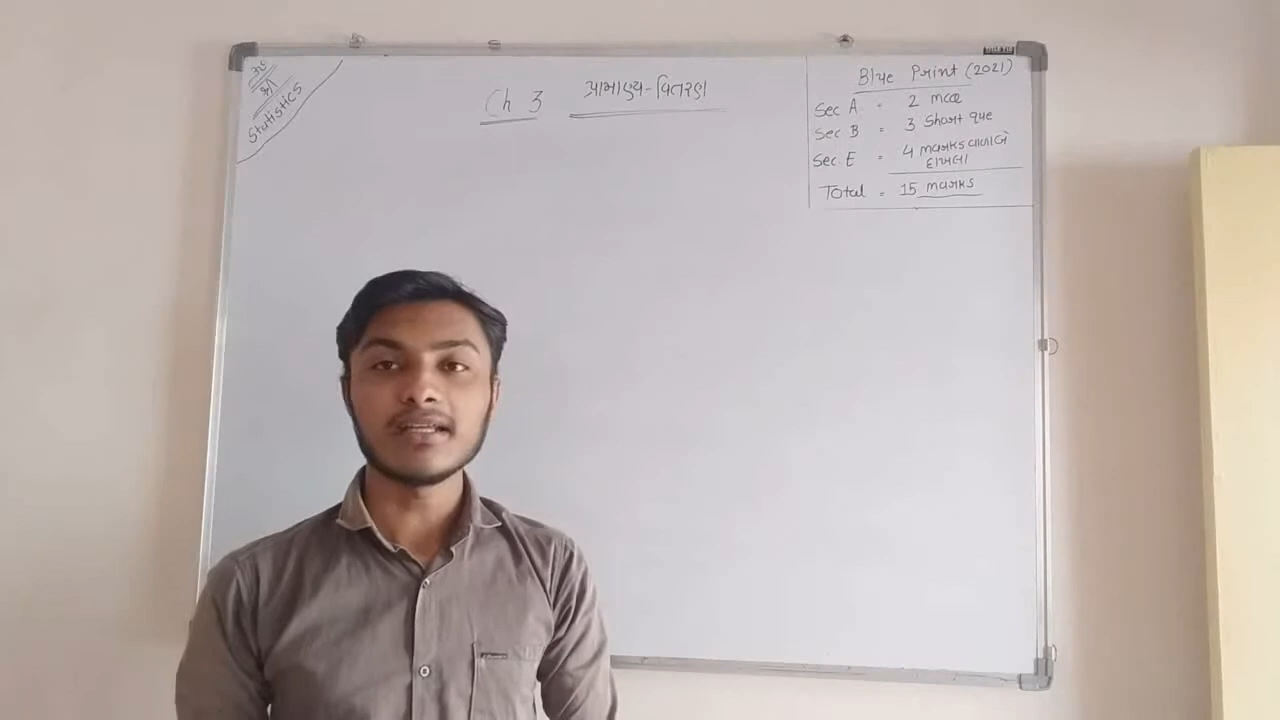 ૐ
શ્રી
Statistics
Ch 3 પ્રામાણ્ય-વિતરણ
Blue Print (2021)
Sec A = 2 mcq
Sec B = 3 Short que
Sec. E = 4 marks વાળા બે
દાખલા
Total = 15 marks